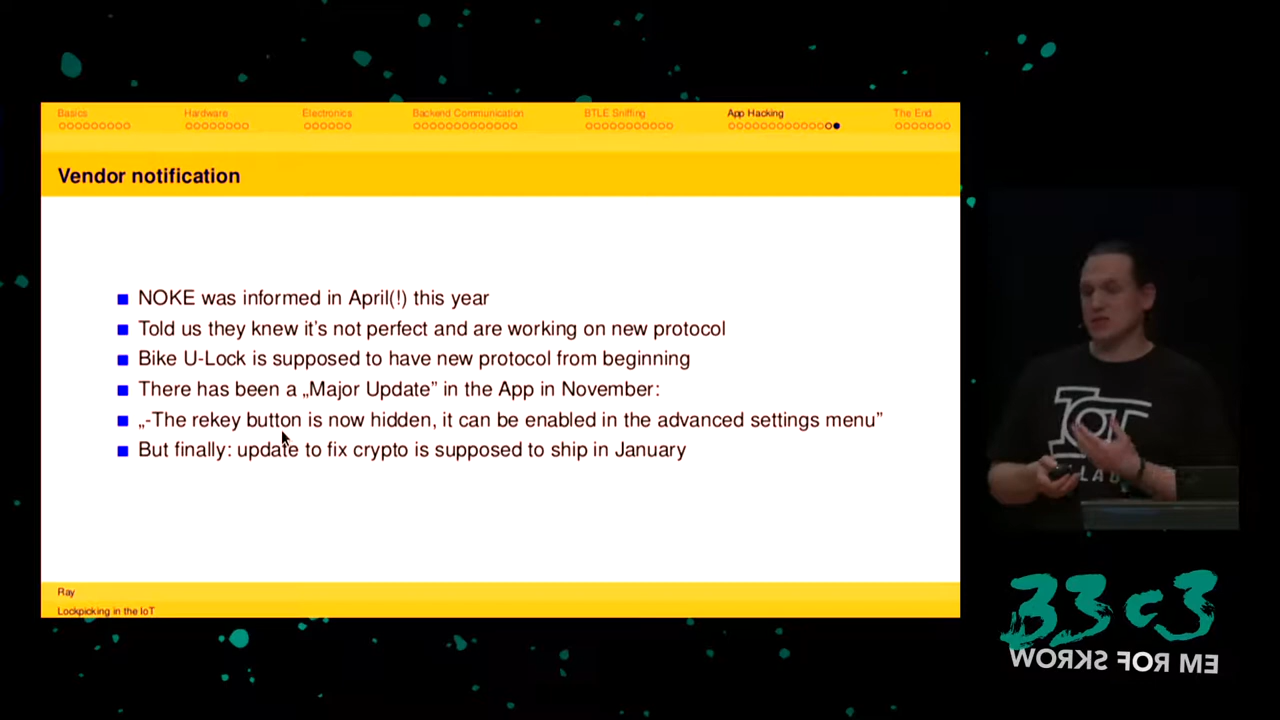 Basics
Hardware
Electronics
Backend Communication
BTLE Sniffing
App Hacking
The End
Vendor notification
NOKE was informed in April(!) this year
Told us they knew it's not perfect and are working on new protocol
Bike U-Lock is supposed to have new protocol from beginning
There has been a „Major Update” in the App in November:
„-The rekey button is now hidden, it can be enabled in the advanced settings menu”
But finally: update to fix crypto is supposed to ship in January
Ray
Lockpicking in the IoT
IOT
LA
33c3
WORKS FOR ME